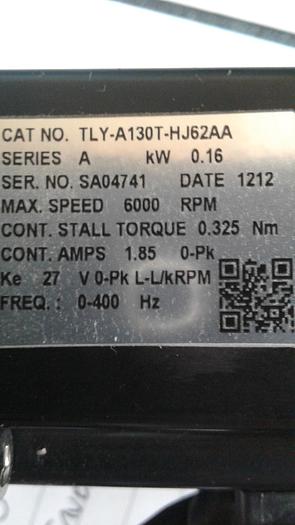 CAT NO. TLY-A130T-HJ62AA
SERIES A kW 0.16
SER. NO. SA04741 DATE 1212
MAX. SPEED 6000 RPM
CONT. STALL TORQUE 0.325 Nm
CONT. AMPS 1.85 0-Pk
Ke 27 V 0-Pk L-L/kRPM
FREQ.: 0-400 Hz